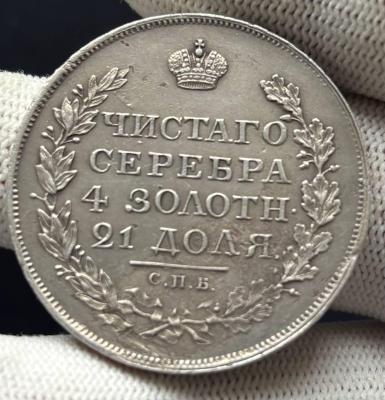 ЧИСТАГО
СЕРЕБРА
4 ЗОЛОТН.
21 ДОЛЯ.
С.П.Б.